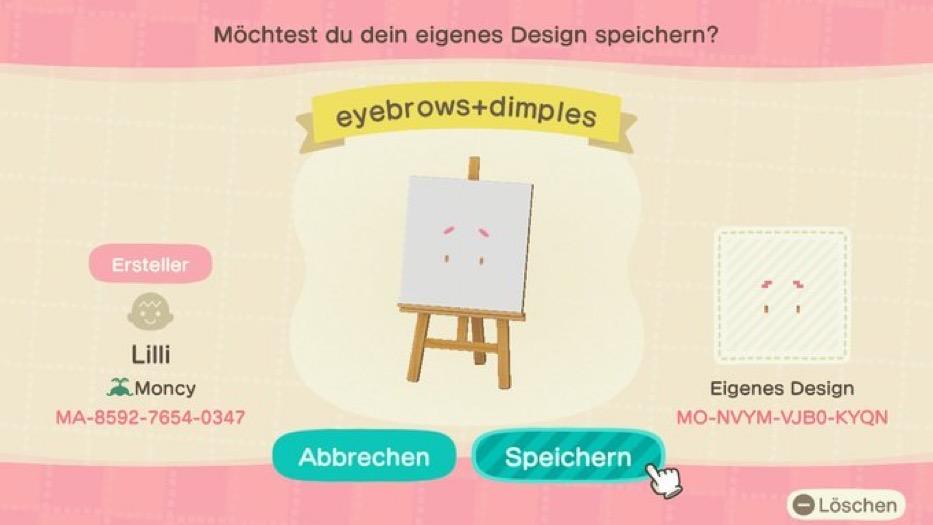 Möchtest du dein eigenes Design speichern?
eyebrows+dimples
Ersteller
Lilli
Moncy
MA-8592-7654-0347
Eigenes Design
MO-NVYM-VJB0-KYQN
Abbrechen
Speichern
Löschen